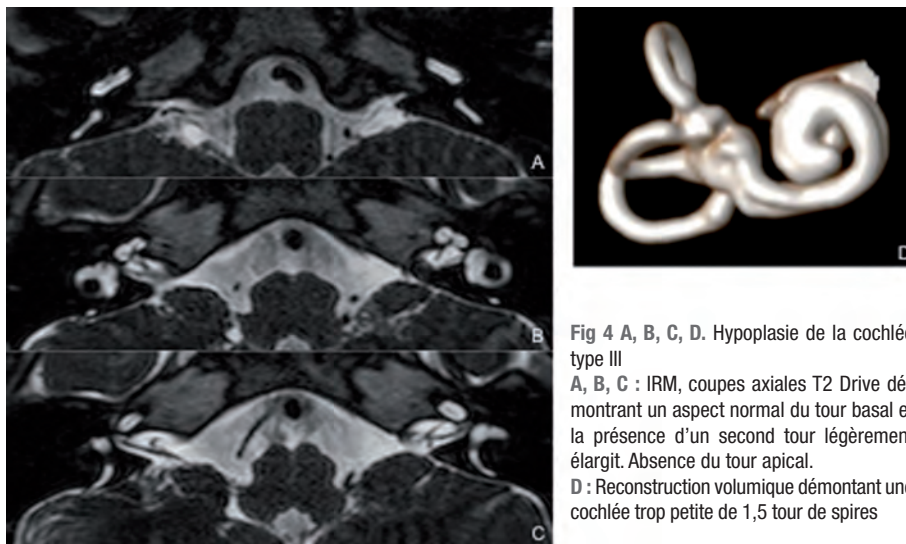 A
B
C
D
Fig 4 A, B, C, D. Hypoplasie de la cochlé
type III
A, B, C : IRM, coupes axiales T2 Drive dé-
montrant un aspect normal du tour basal e
la présence d'un second tour légèremen
élargit. Absence du tour apical.
D : Reconstruction volumique démontant une
cochlée trop petite de 1,5 tour de spires